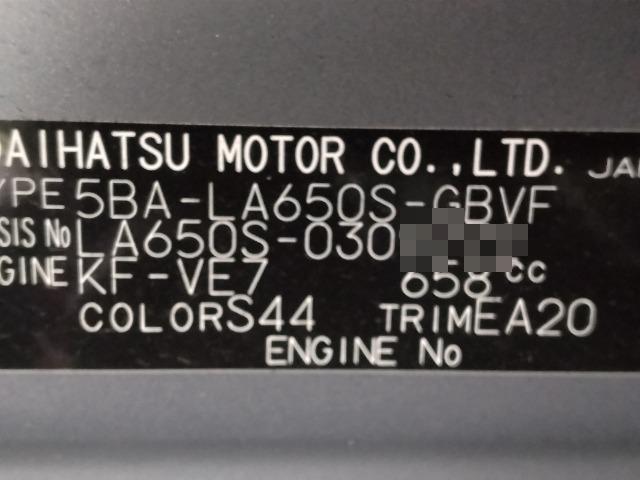 DAIHATSU MOTOR CO.,LTD. JAP
YPE 5BA-LA650S-GBVF
SIS No LA650S-030
GINE KF-VE7 658 cc
COLOR S44 TRIM EA20
ENGINE No